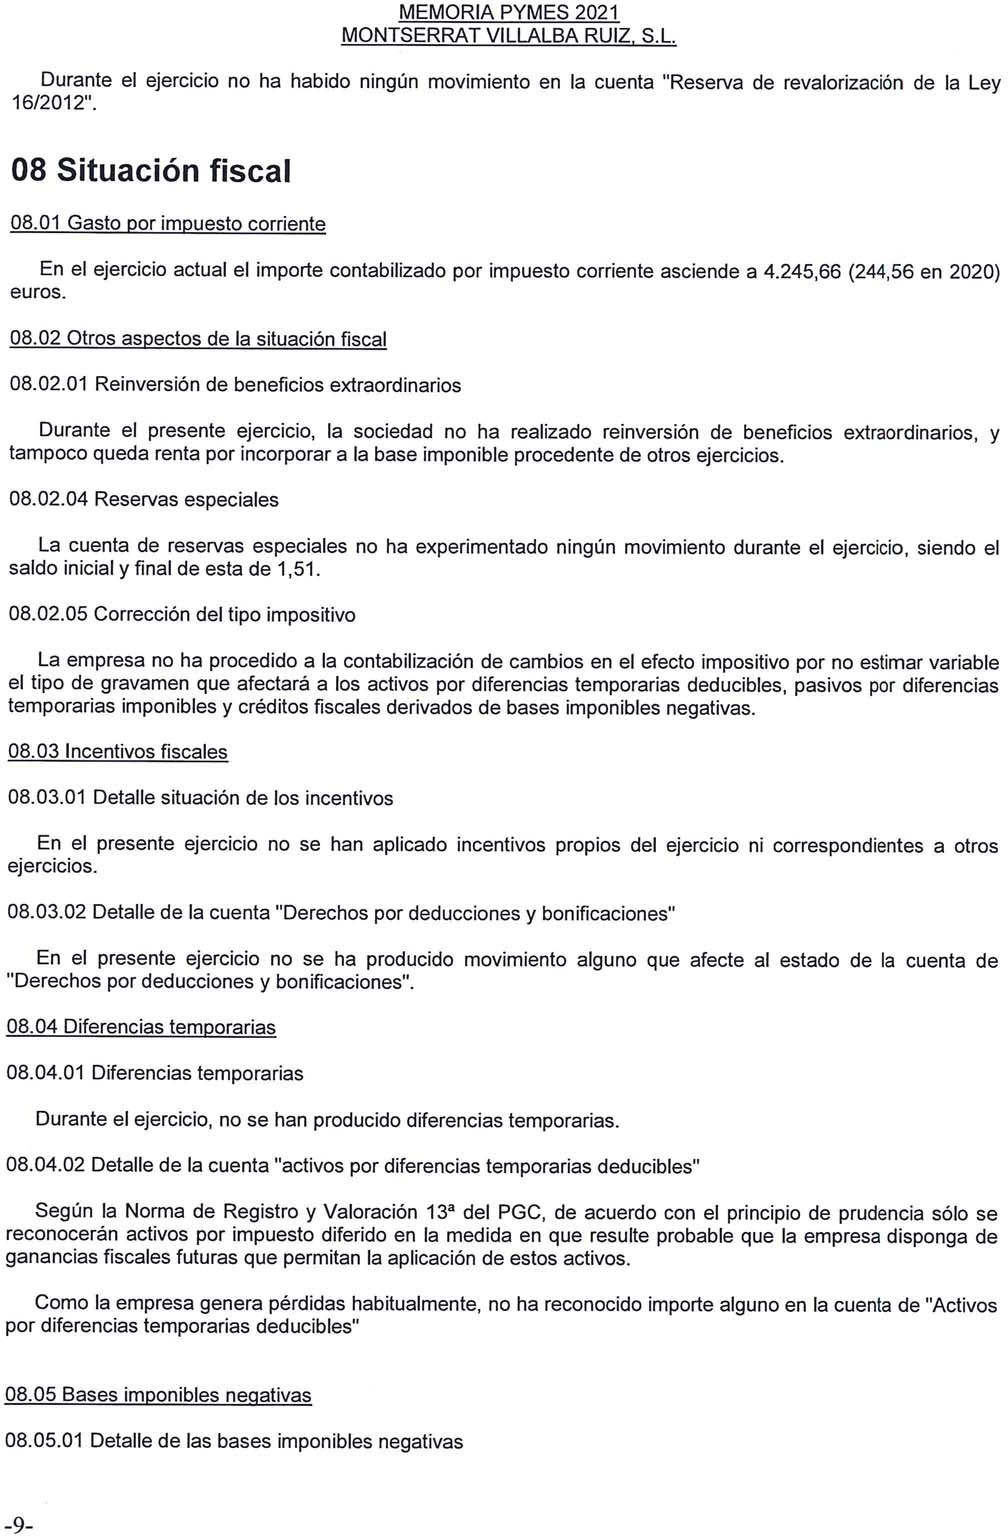 MEMORIA PYMES 2021
MONTSERRAT VILLALBA RUIZ, S.L.
Durante el ejercicio no ha habido ningún movimiento en la cuenta "Reserva de revalorización de la Ley
16/2012".
08 Situación fiscal
08.01 Gasto por impuesto corriente
En el ejercicio actual el importe contabilizado por impuesto corriente asciende a 4.245,66 (244,56 en 2020)
euros.
08.02 Otros aspectos de la situación fiscal
08.02.01 Reinversión de beneficios extraordinarios
Durante el presente ejercicio, la sociedad no ha realizado reinversión de beneficios extraordinarios, y
tampoco queda renta por incorporar a la base imponible procedente de otros ejercicios.
08.02.04 Reservas especiales
La cuenta de reservas especiales no ha experimentado ningún movimiento durante el ejercicio, siendo el
saldo inicial y final de esta de 1,51.
08.02.05 Corrección del tipo impositivo
La empresa no ha procedido a la contabilización de cambios en el efecto impositivo por no estimar variable
el tipo de gravamen que afectará a los activos por diferencias temporarias deducibles, pasivos por diferencias
temporarias imponibles y créditos fiscales derivados de bases imponibles negativas.
08.03 Incentivos fiscales
08.03.01 Detalle situación de los incentivos
En el presente ejercicio no se han aplicado incentivos propios del ejercicio ni correspondientes a otros
ejercicios.
08.03.02 Detalle de la cuenta "Derechos por deducciones y bonificaciones"
En el presente ejercicio no se ha producido movimiento alguno que afecte al estado de la cuenta de
"Derechos por deducciones y bonificaciones".
08.04 Diferencias temporarias
08.04.01 Diferencias temporarias
Durante el ejercicio, no se han producido diferencias temporarias.
08.04.02 Detalle de la cuenta "activos por diferencias temporarias deducibles"
Según la Norma de Registro y Valoración 13ª del PGC, de acuerdo con el principio de prudencia sólo se
reconocerán activos por impuesto diferido en la medida en que resulte probable que la empresa disponga de
ganancias fiscales futuras que permitan la aplicación de estos activos.
Como la empresa genera pérdidas habitualmente, no ha reconocido importe alguno en la cuenta de "Activos
por diferencias temporarias deducibles"
08.05 Bases imponibles negativas
08.05.01 Detalle de las bases imponibles negativas
-9-